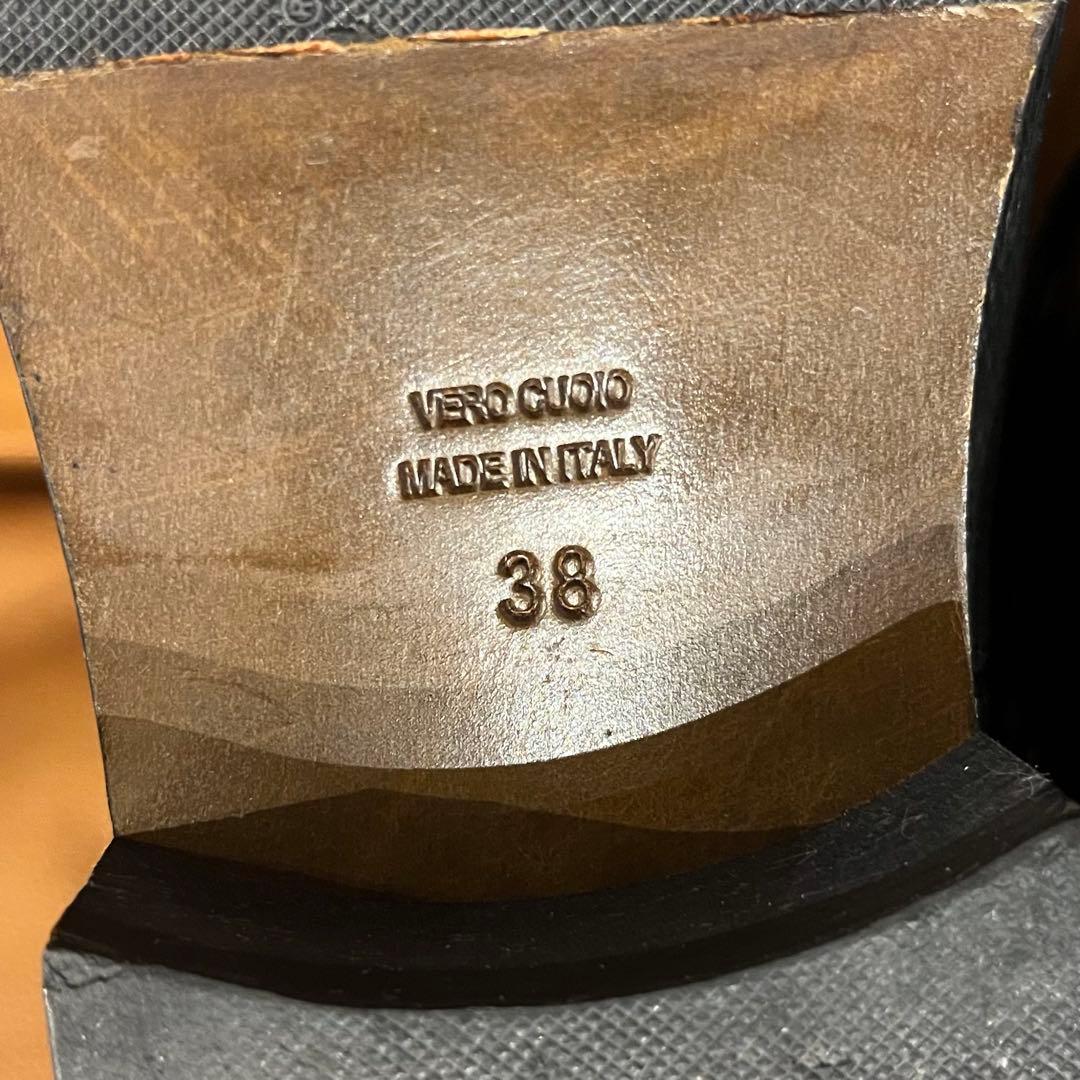 ®
VERO CUOIO
MADE IN ITALY
38